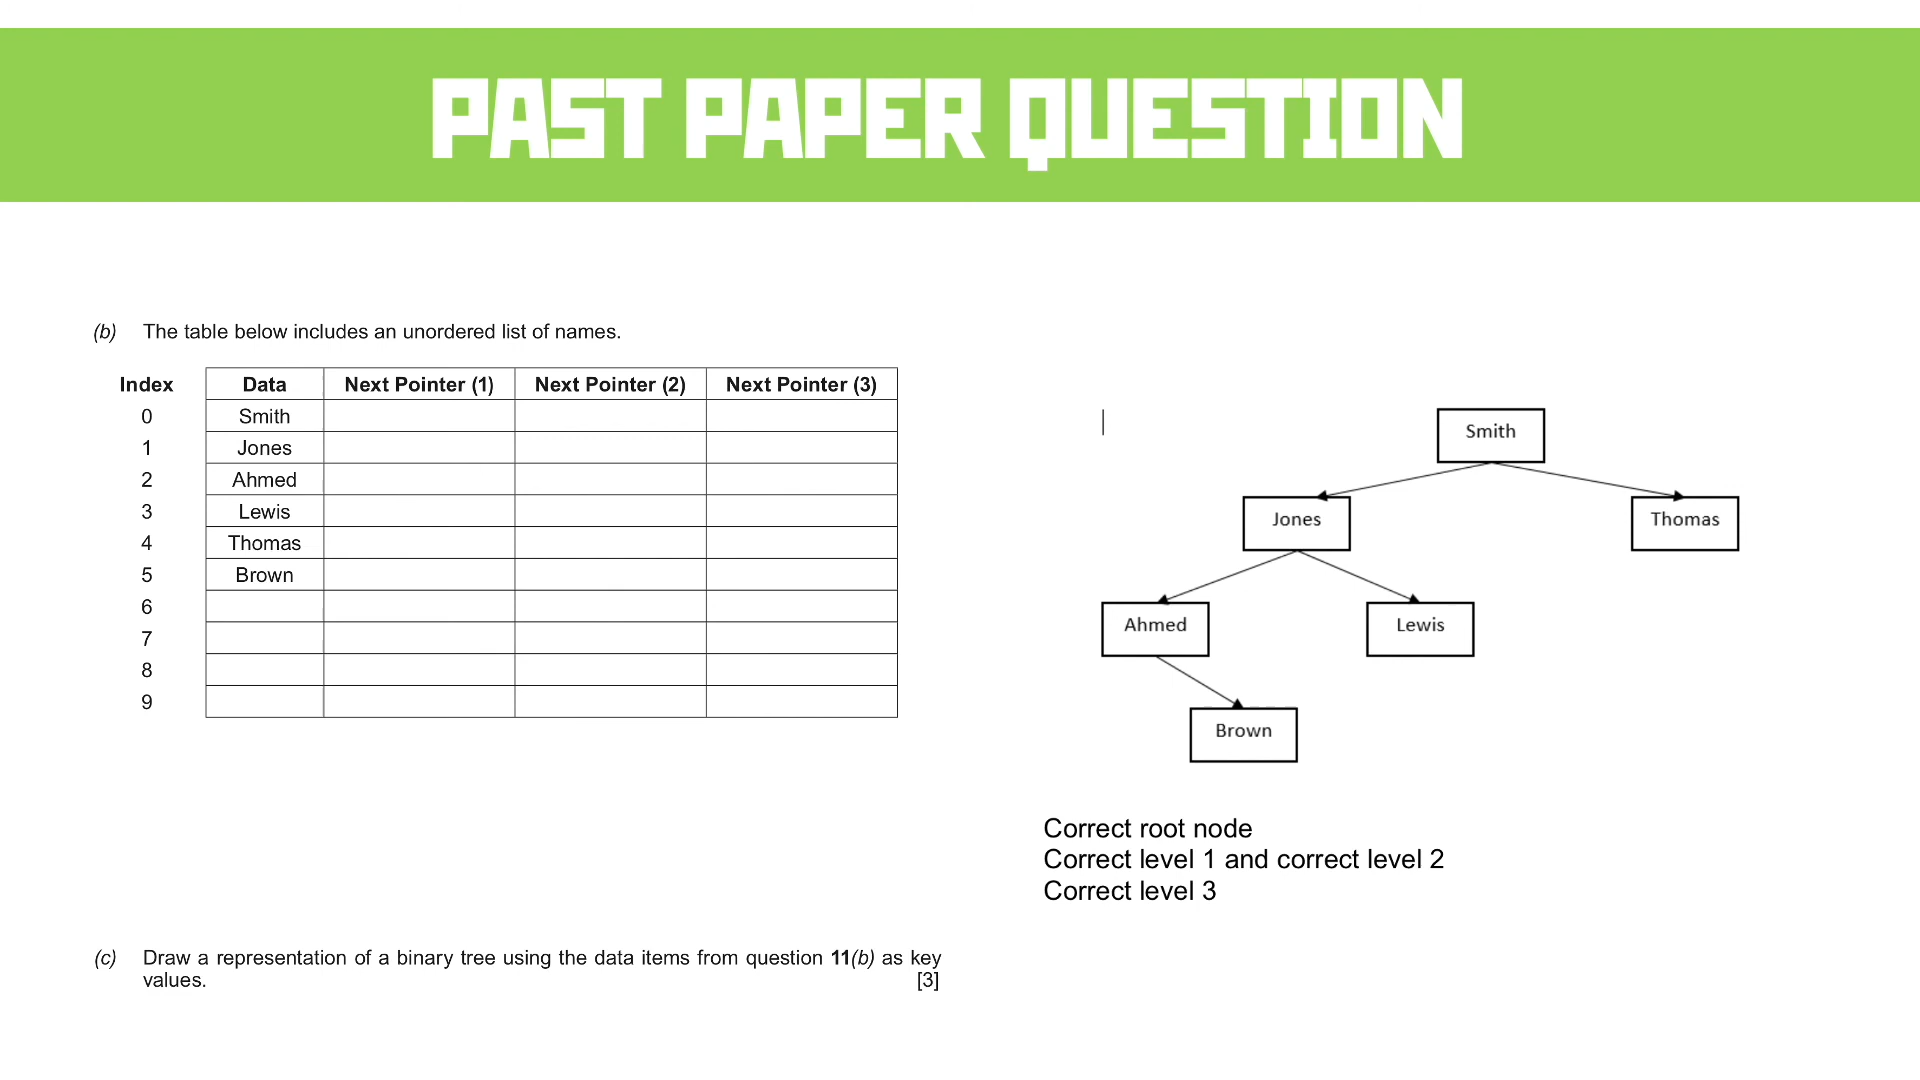 PAST PAPER QUESTION
(b) The table below includes an unordered list of names.
Index Data Next Pointer (1) Next Pointer (2) Next Pointer (3)
0 Smith
1 Jones
2 Ahmed
3 Lewis
4 Thomas
5 Brown
6
7
8
9
Smith
Jones Thomas
Ahmed Lewis
Brown
Correct root node
Correct level 1 and correct level 2
Correct level 3
(c) Draw a representation of a binary tree using the data items from question 11(b) as key
values. [3]